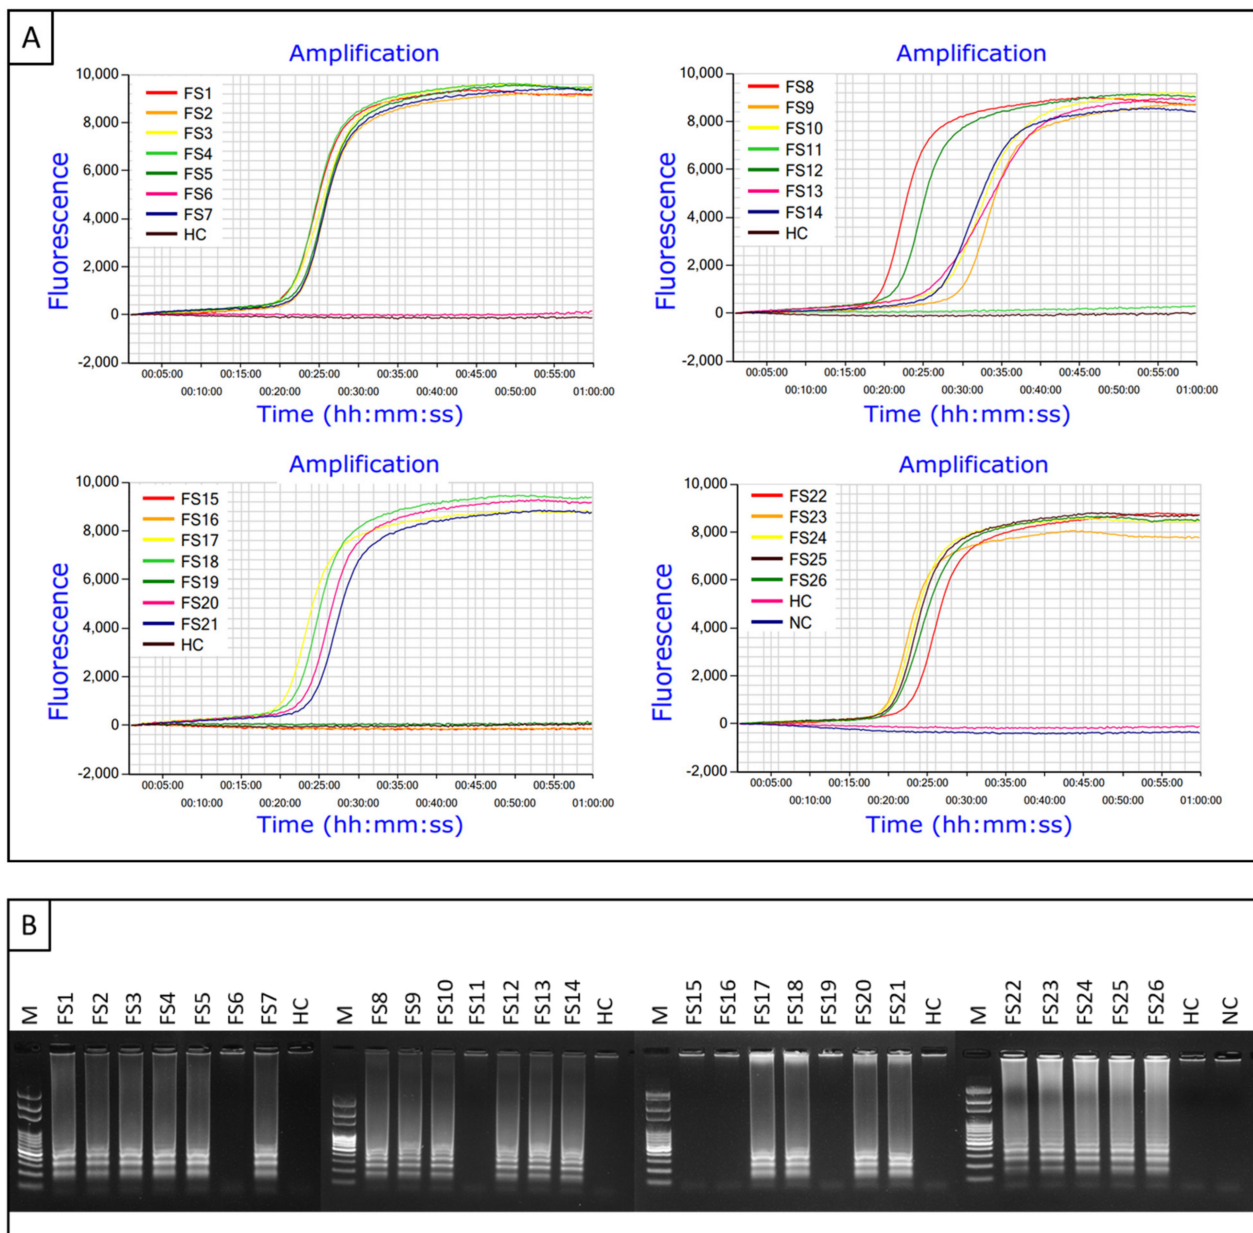 A
Amplification
10,000
8,000
6,000
4,000
2,000
0
-2,000
Fluorescence
FS1
FS2
FS3
FS4
FS5
FS6
FS7
HC
00:05:00 00:15:00 00:25:00 00:35:00 00:45:00 00:55:00
00:10:00 00:20:00 00:30:00 00:40:00 00:50:00 01:00:00
Time (hh:mm:ss)
Amplification
10,000
8,000
6,000
4,000
2,000
0
-2,000
Fluorescence
FS8
FS9
FS10
FS11
FS12
FS13
FS14
HC
00:05:00 00:15:00 00:25:00 00:35:00 00:45:00 00:55:00
00:10:00 00:20:00 00:30:00 00:40:00 00:50:00 01:00:00
Time (hh:mm:ss)
Amplification
10,000
8,000
6,000
4,000
2,000
0
-2,000
Fluorescence
FS15
FS16
FS17
FS18
FS19
FS20
FS21
HC
00:05:00 00:15:00 00:25:00 00:35:00 00:45:00 00:55:00
00:10:00 00:20:00 00:30:00 00:40:00 00:50:00 01:00:00
Time (hh:mm:ss)
Amplification
10,000
8,000
6,000
4,000
2,000
0
-2,000
Fluorescence
FS22
FS23
FS24
FS25
FS26
HC
NC
00:05:00 00:15:00 00:25:00 00:35:00 00:45:00 00:55:00
00:10:00 00:20:00 00:30:00 00:40:00 00:50:00 01:00:00
Time (hh:mm:ss)
B
M FS1 FS2 FS3 FS4 FS5 FS6 FS7 HC M FS8 FS9 FS10 FS11 FS12 FS13 FS14 HC M FS15 FS16 FS17 FS18 FS19 FS20 FS21 HC M FS22 FS23 FS24 FS25 FS26 HC NC